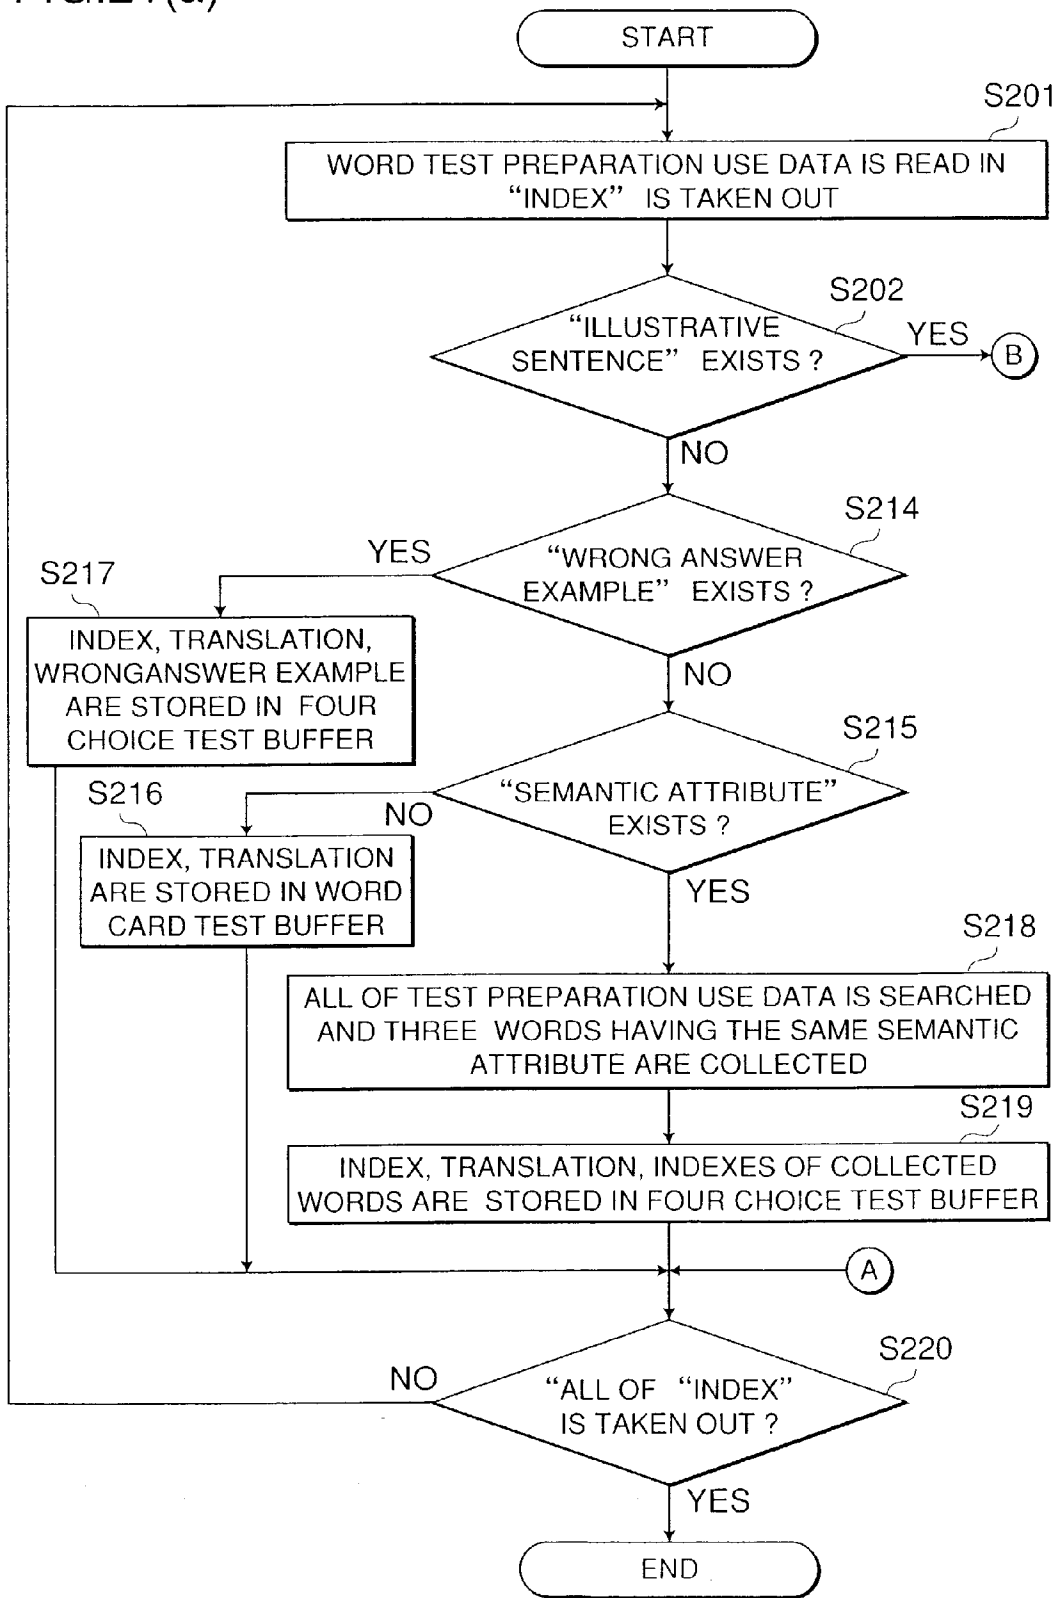 START
S201
WORD TEST PREPARATION USE DATA IS READ IN
“INDEX” IS TAKEN OUT
S202
“ILLUSTRATIVE
SENTENCE” EXISTS ?
YES
B
NO
S214
“WRONG ANSWER
EXAMPLE” EXISTS ?
YES
S217
INDEX, TRANSLATION,
WRONGANSWER EXAMPLE
ARE STORED IN FOUR
CHOICE TEST BUFFER
NO
S215
“SEMANTIC ATTRIBUTE”
EXISTS ?
NO
S216
INDEX, TRANSLATION
ARE STORED IN WORD
CARD TEST BUFFER
YES
S218
ALL OF TEST PREPARATION USE DATA IS SEARCHED
AND THREE WORDS HAVING THE SAME SEMANTIC
ATTRIBUTE ARE COLLECTED
S219
INDEX, TRANSLATION, INDEXES OF COLLECTED
WORDS ARE STORED IN FOUR CHOICE TEST BUFFER
A
S220
NO
“ALL OF “INDEX”
IS TAKEN OUT ?
YES
END